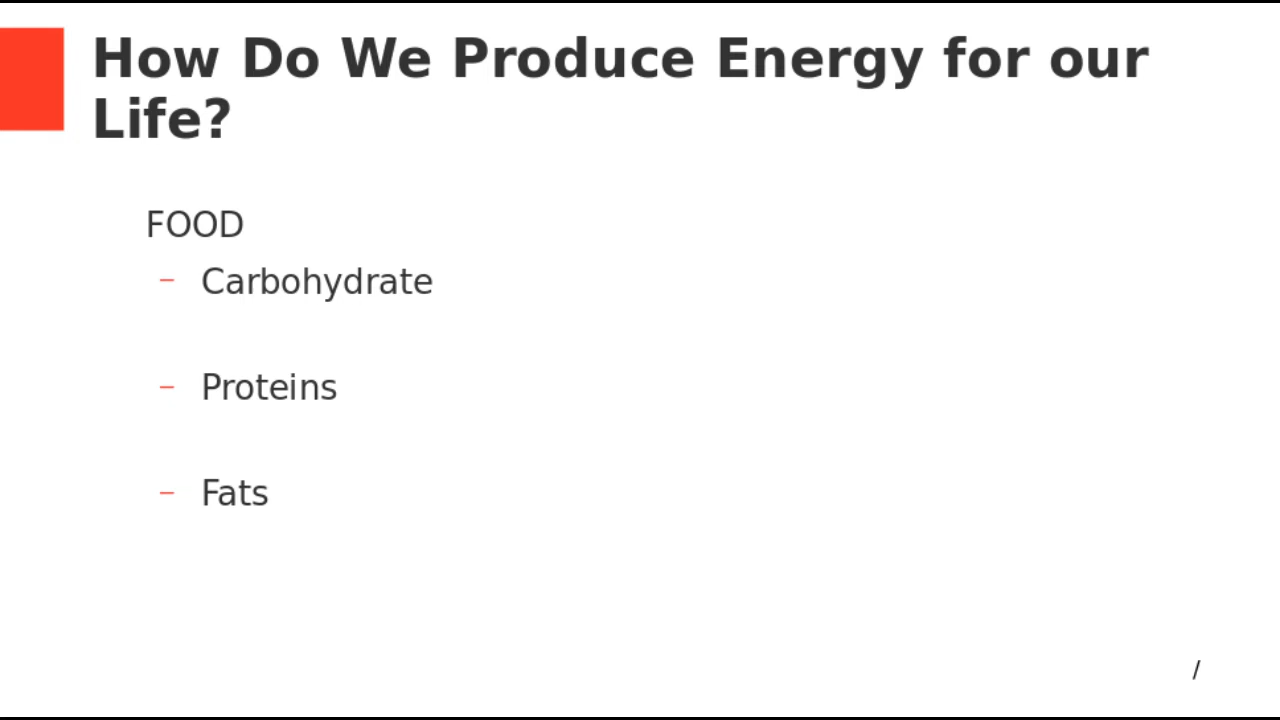 How Do We Produce Energy for our
Life?
FOOD
– Carbohydrate
– Proteins
– Fats
/